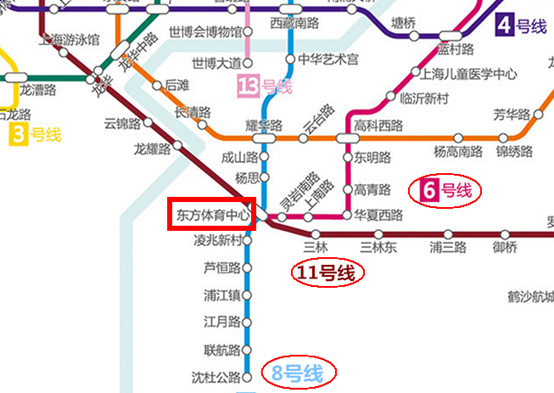 西藏南路
塘桥
4号线
蓝村路
上海游泳馆
龙华中路
世博会博物馆
世博大道
13号线
中华艺术宫
上海儿童医学中心
后滩
临沂新村
龙漕路
龙华
石龙路
3号线
长清路
云锦路
耀华路
云台路
高科西路
芳华路
龙耀路
成山路
东明路
杨高南路
锦绣路
杨思
灵岩南路
上南路
高青路
6号线
东方体育中心
华夏西路
凌兆新村
三林
三林东
浦三路
御桥
罗
芦恒路
11号线
浦江镇
鹤沙航城
江月路
联航路
沈杜公路
8号线